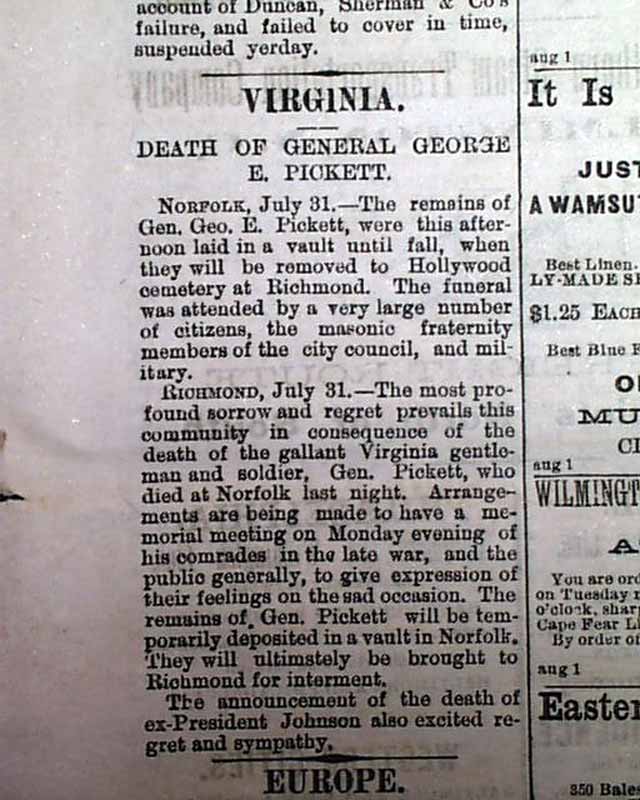 account of Duncan, Sherman & Co's
failure, and failed to cover in time,
suspended yerday.
VIRGINIA.
DEATH OF GENERAL GEORGE
E. PICKETT.
NORFOLK, July 31.—The remains of
Gen. Geo. E. Pickett, were this after-
noon laid in a vault until fall, when
they will be removed to Hollywood
cemetery at Richmond. The funeral
was attended by a very large number
of citizens, the masonic fraternity
members of the city council, and mil-
itary.
RICHMOND, July 31.—The most pro-
found sorrow and regret prevails this
community in consequence of the
death of the gallant Virginia gentle-
man and soldier, Gen. Pickett, who
died at Norfolk last night. Arrange-
ments are being made to have a me-
morial meeting on Monday evening of
his comrades in the late war, and the
public generally, to give expression of
their feelings on the sad occasion. The
remains of Gen. Pickett will be tem-
porarily deposited in a vault in Norfolk.
They will ultimstely be brought to
Richmond for interment.
The announcement of the death of
ex-President Johnson also excited re-
gret and sympathy.
EUROPE.
aug 1
It Is
JUST
A WAMSUT
Best Linen.
LY-MADE SH
$1.25 EACH
Best Blue F
MU
aug 1
WILMINGT
You are ord
on Tuesday
o'clock, shar
Cape Fear Li
By order of
aug 1
Easter
350 Bales